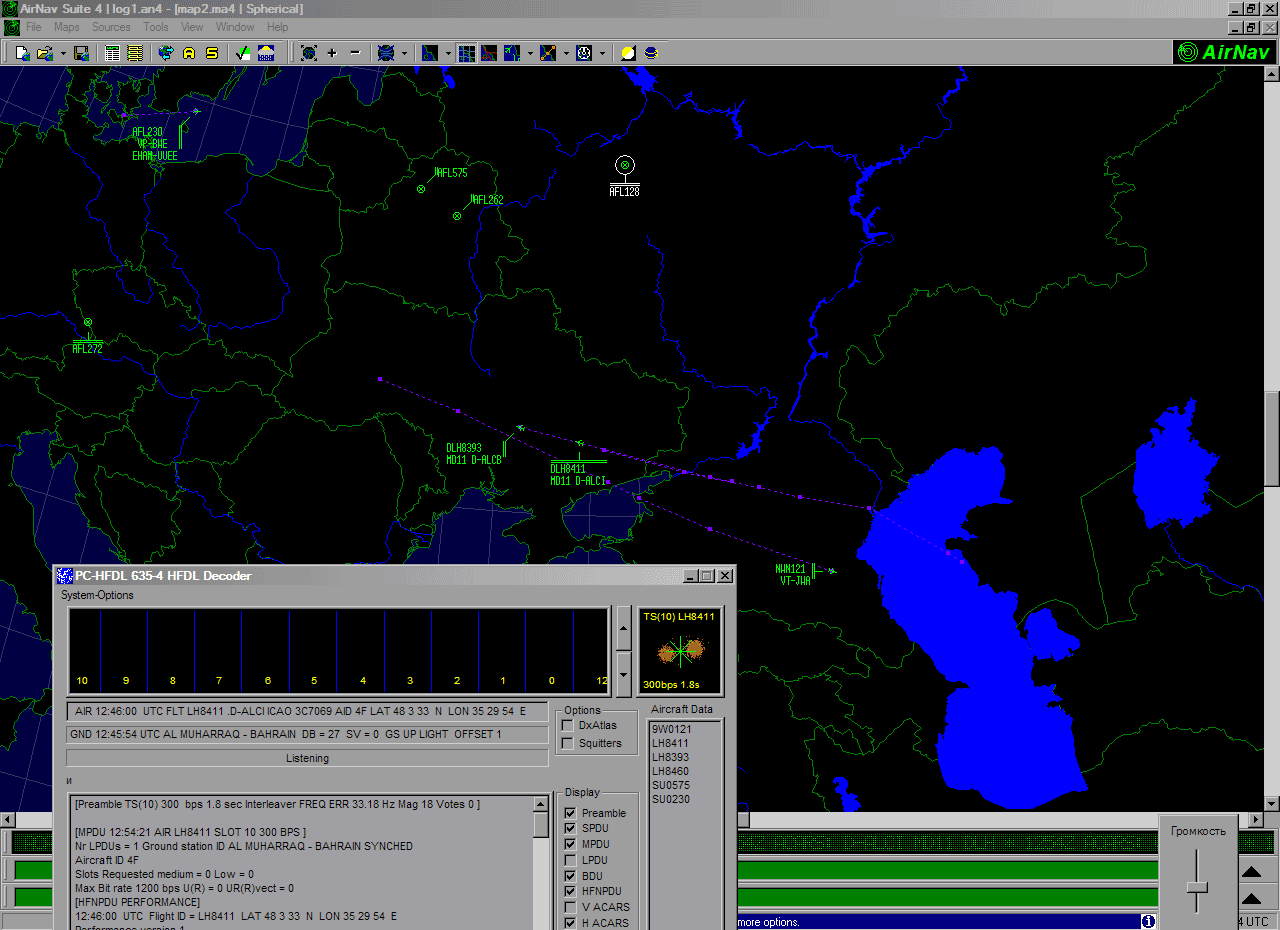 AirNav Suite 4 | log1.an4 - [map2.ma4 | Spherical]
File Maps Sources Tools View Window Help
AirNav
AFL230
VP-BWE
EHAM-UUEE
AFL575
AFL262
AFL128
AFL272
DLH8393
MD11 D-ALCB
DLH8411
MD11 D-ALCI
VT-JWA
PC-HFDL 635-4 HFDL Decoder
System-Options
10 9 8 7 6 5 4 3 2 1 0 12
TS(10) LH8411
300bps 1.8s
AIR 12:46:00 UTC FLT LH8411 .D-ALCI ICAO 3C7069 AID 4F LAT 48 3 33 N LON 35 29 54 E
GND 12:45:54 UTC AL MUHARRAQ - BAHRAIN DB = 27 SV = 0 GS UP LIGHT OFFSET 1
Listening
Options
DxAtlas
Squitters
Aircraft Data
9W0121
LH8411
LH8393
LH8460
SU0575
SU0230
и
[Preamble TS(10) 300 bps 1.8 sec Interleaver FREQ ERR 33.18 Hz Mag 18 Votes 0 ]
[MPDU 12:54:21 AIR LH8411 SLOT 10 300 BPS ]
Nr LPDUs = 1 Ground station ID AL MUHARRAQ - BAHRAIN SYNCHED
Aircraft ID 4F
Slots Requested medium = 0 Low = 0
Max Bit rate 1200 bps U(R) = 0 UR(R)vect = 0
[HFNPDU PERFORMANCE]
12:46:00 UTC Flight ID = LH8411 LAT 48 3 33 N LON 35 29 54 E
Performance version 1
Display
Preamble
SPDU
MPDU
LPDU
BDU
HFNPDU
V ACARS
H ACARS
Громкость
more options.
4 UTC